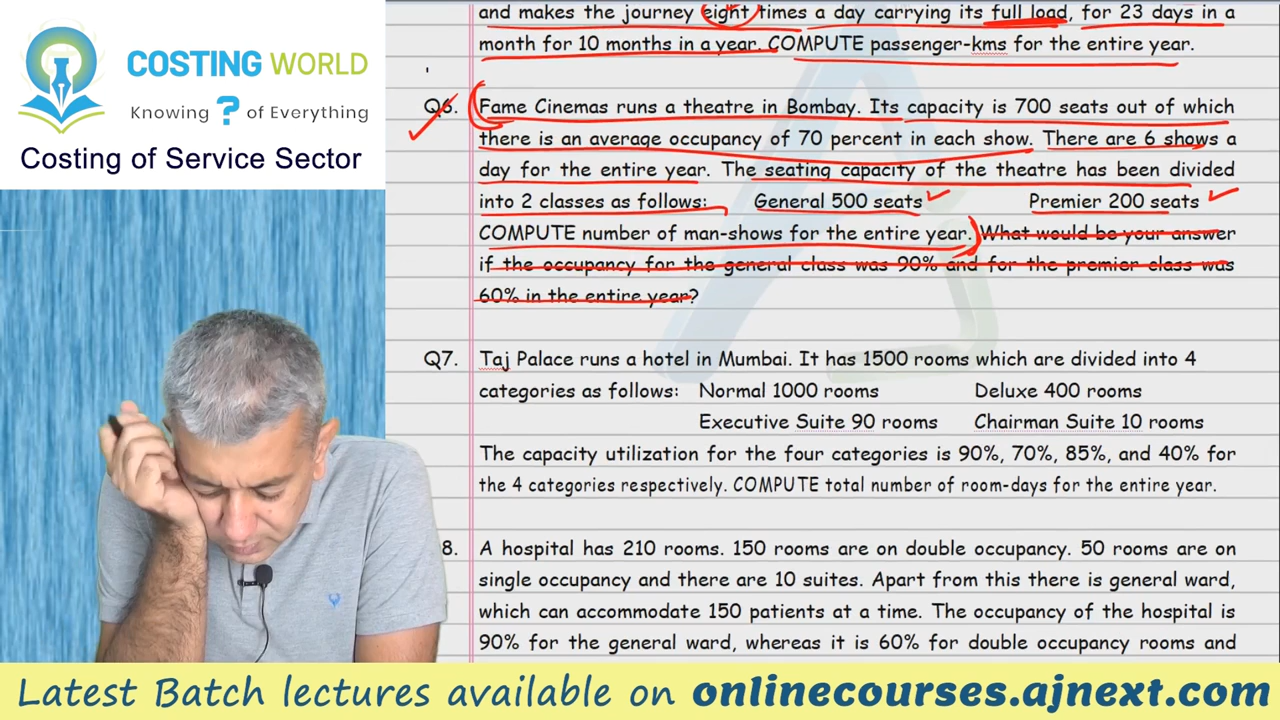 COSTING WORLD
Knowing ? of Everything
Costing of Service Sector
and makes the journey eight times a day carrying its full load, for 23 days in a
month for 10 months in a year. COMPUTE passenger-kms for the entire year.
Q6. Fame Cinemas runs a theatre in Bombay. Its capacity is 700 seats out of which
there is an average occupancy of 70 percent in each show. There are 6 shows a
day for the entire year. The seating capacity of the theatre has been divided
into 2 classes as follows: General 500 seats Premier 200 seats
COMPUTE number of man-shows for the entire year. What would be your answer
if the occupancy for the general class was 90% and for the premier class was
60% in the entire year?
Q7. Taj Palace runs a hotel in Mumbai. It has 1500 rooms which are divided into 4
categories as follows: Normal 1000 rooms Deluxe 400 rooms
Executive Suite 90 rooms Chairman Suite 10 rooms
The capacity utilization for the four categories is 90%, 70%, 85%, and 40% for
the 4 categories respectively. COMPUTE total number of room-days for the entire year.
8. A hospital has 210 rooms. 150 rooms are on double occupancy. 50 rooms are on
single occupancy and there are 10 suites. Apart from this there is general ward,
which can accommodate 150 patients at a time. The occupancy of the hospital is
90% for the general ward, whereas it is 60% for double occupancy rooms and
Latest Batch lectures available on onlinecourses.ajnext.com